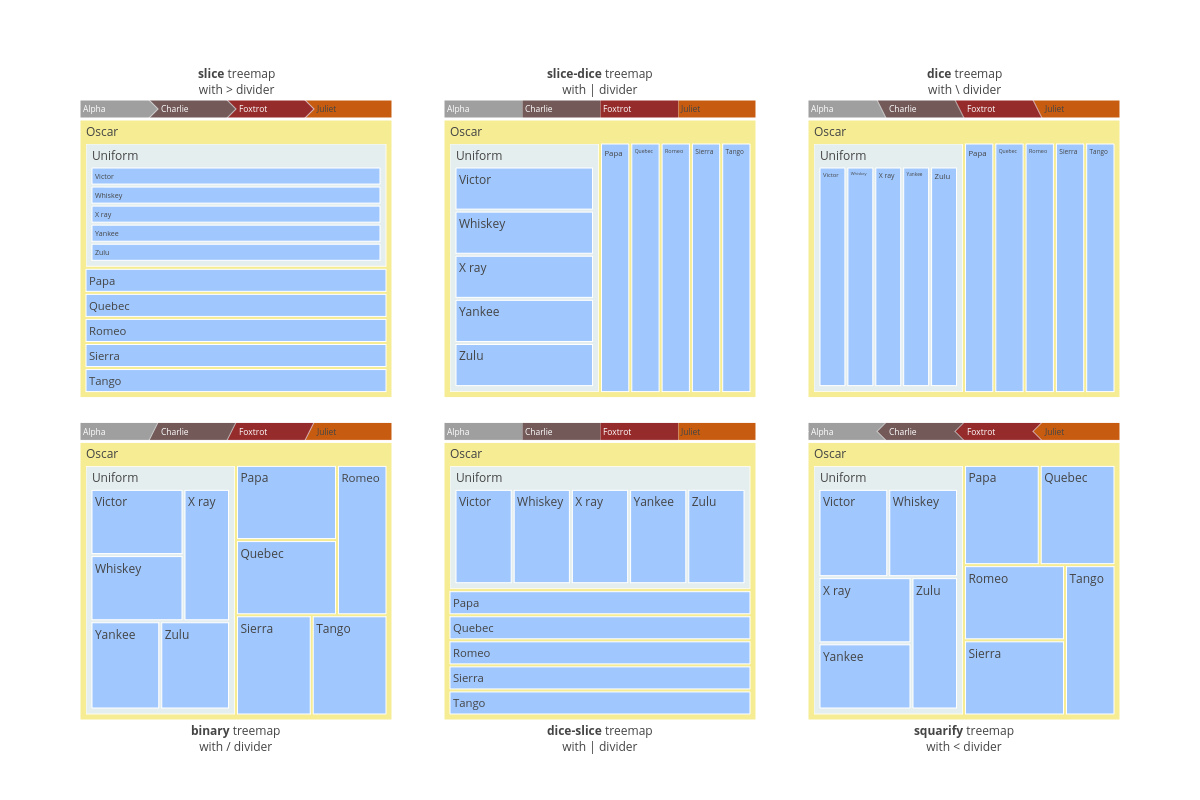 slice treemap
with > divider
Alpha
Charlie
Foxtrot
Juliet
Oscar
Uniform
Victor
Whiskey
X ray
Yankee
Zulu
Papa
Quebec
Romeo
Sierra
Tango
slice-dice treemap
with | divider
Alpha
Charlie
Foxtrot
Juliet
Oscar
Uniform
Victor
Whiskey
X ray
Yankee
Zulu
Papa
Quebec
Romeo
Sierra
Tango
dice treemap
with \ divider
Alpha
Charlie
Foxtrot
Juliet
Oscar
Uniform
Victor
Whiskey
X ray
Yankee
Zulu
Papa
Quebec
Romeo
Sierra
Tango
Alpha
Charlie
Foxtrot
Juliet
Oscar
Uniform
Victor
X ray
Whiskey
Yankee
Zulu
Papa
Romeo
Quebec
Sierra
Tango
binary treemap
with / divider
Alpha
Charlie
Foxtrot
Juliet
Oscar
Uniform
Victor
Whiskey
X ray
Yankee
Zulu
Papa
Quebec
Romeo
Sierra
Tango
dice-slice treemap
with | divider
Alpha
Charlie
Foxtrot
Juliet
Oscar
Uniform
Victor
Whiskey
X ray
Zulu
Yankee
Papa
Quebec
Romeo
Tango
Sierra
squarify treemap
with < divider